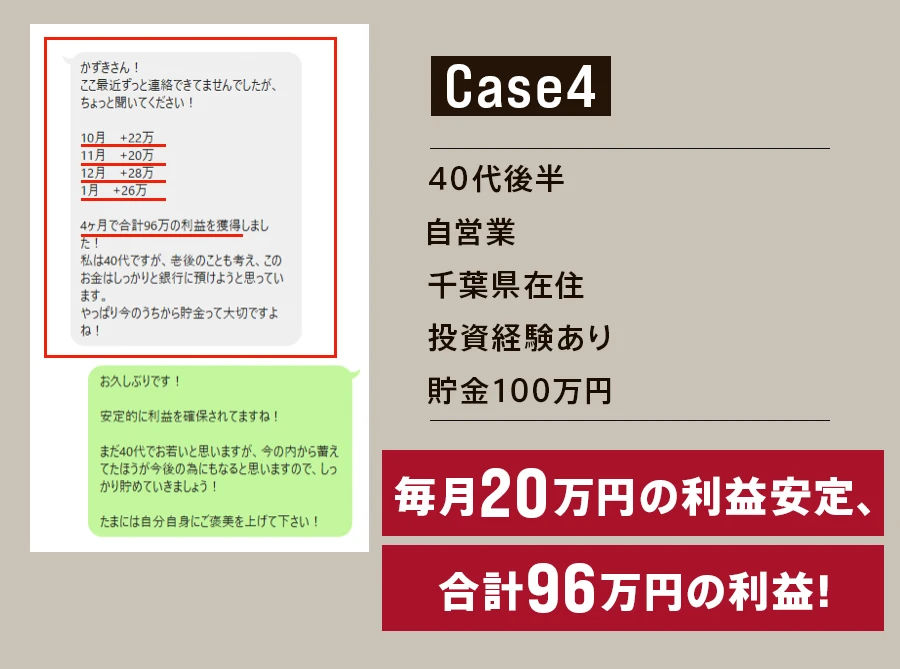 かずきさん！
ここ最近ずっと連絡できてませんでしたが、
ちょっと聞いてください！
10月　+22万
11月　+20万
12月　+28万
1月　+26万
4ヶ月で合計96万の利益を獲得しまし
た！
私は40代ですが、老後のことも考え、この
お金はしっかりと銀行に預けようと思ってい
ます。
やっぱり今のうちから貯金って大切ですよ
ね！
お久しぶりです！
安定的に利益を確保されてますね！
まだ40代でお若いと思いますが、今の内から蓄え
てたほうが今後の為にもなると思いますので、しっ
かり貯めていきましょう！
たまには自分自身にご褒美を上げて下さい！
Case4
40代後半
自営業
千葉県在住
投資経験あり
貯金100万円
毎月20万円の利益安定、
合計96万円の利益!